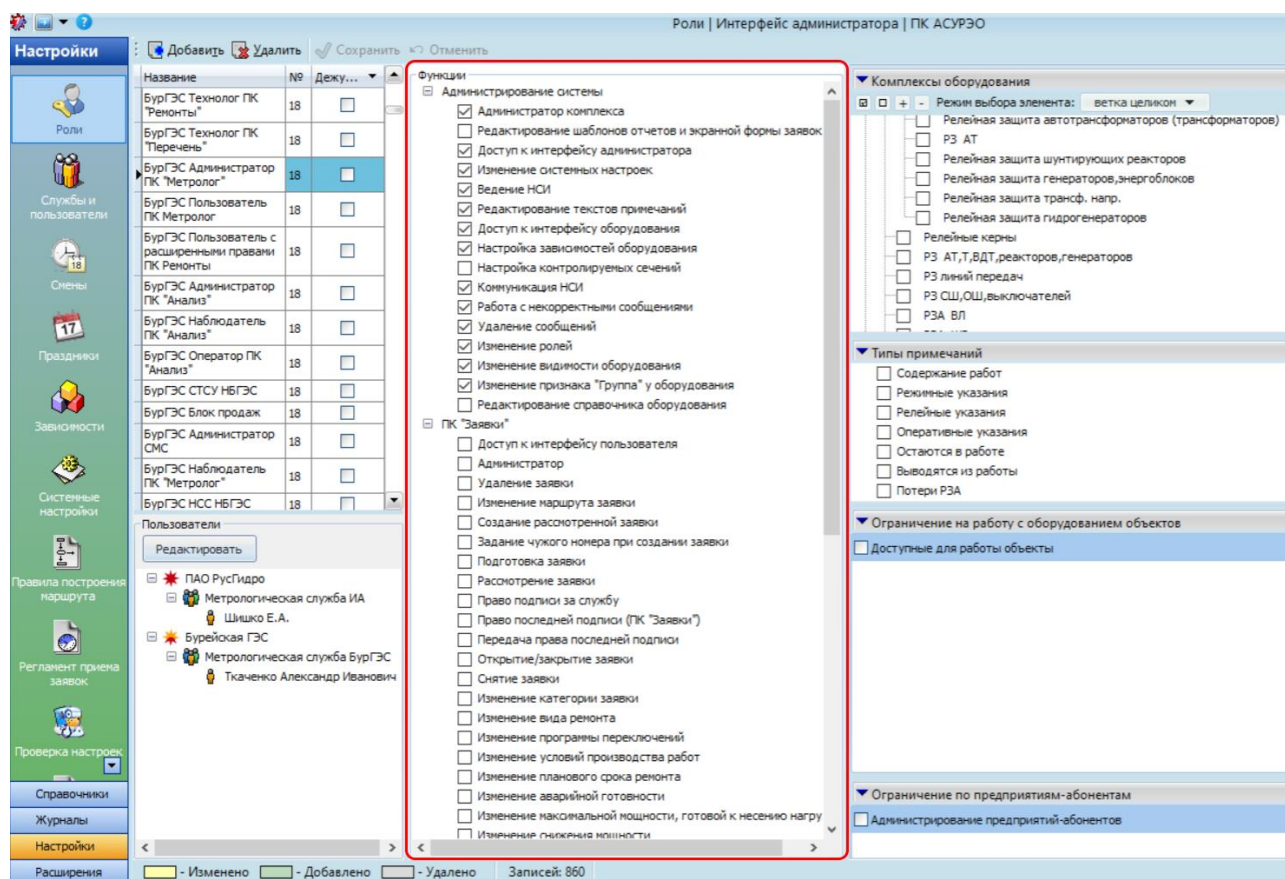 Роли | Интерфейс администратора | ПК АСУРЭО
Настройки
Добавить Удалить Сохранить Отменить
Роли
Службы и
пользователи
18
Смены
17
Праздники
Зависимости
Системные
настройки
Правила построения
маршрута
Регламент приема
заявок
Проверка настроек
Справочники
Журналы
Настройки
Расширения
Название № Дежу...
БурГЭС Технолог ПК
"Ремонты" 18
БурГЭС Технолог ПК
"Перечень" 18
БурГЭС Администратор
ПК "Метролог" 18
БурГЭС Пользователь
ПК Метролог 18
БурГЭС Пользователь с
расширенными правами
ПК Ремонты 18
БурГЭС Администратор
ПК "Анализ" 18
БурГЭС Наблюдатель
ПК "Анализ" 18
БурГЭС Оператор ПК
"Анализ" 18
БурГЭС СТСУ НБГЭС 18
БурГЭС Блок продаж 18
БурГЭС Администратор
СМС 18
БурГЭС Наблюдатель
ПК "Метролог" 18
БурГЭС НСС НБГЭС 18
Пользователи
Редактировать
ПАО РусГидро
Метрологическая служба ИА
Шишко Е.А.
Бурейская ГЭС
Метрологическая служба БурГЭС
Ткаченко Александр Иванович
Функции
Администрирование системы
Администратор комплекса
Редактирование шаблонов отчетов и экранной формы заявок
Доступ к интерфейсу администратора
Изменение системных настроек
Ведение НСИ
Редактирование текстов примечаний
Доступ к интерфейсу оборудования
Настройка зависимостей оборудования
Настройка контролируемых сечений
Коммуникация НСИ
Работа с некорректными сообщениями
Удаление сообщений
Изменение ролей
Изменение видимости оборудования
Изменение признака "Группа" у оборудования
Редактирование справочника оборудования
ПК "Заявки"
Доступ к интерфейсу пользователя
Администратор
Удаление заявки
Изменение маршрута заявки
Создание рассмотренной заявки
Задание чужого номера при создании заявки
Подготовка заявки
Рассмотрение заявки
Право подписи за службу
Право последней подписи (ПК "Заявки")
Передача права последней подписи
Открытие/закрытие заявки
Снятие заявки
Изменение категории заявки
Изменение вида ремонта
Изменение программы переключений
Изменение условий производства работ
Изменение планового срока ремонта
Изменение аварийной готовности
Изменение максимальной мощности, готовой к несению нагру
Изменение снижения мощности
Комплексы оборудования
Режим выбора элемента: ветка целиком
Релейная защита автотрансформаторов (трансформаторов)
РЗ АТ
Релейная защита шунтирующих реакторов
Релейная защита генераторов,энергоблоков
Релейная защита трансф. напр.
Релейная защита гидрогенераторов
Релейные керны
РЗ АТ,Т,ВДТ,реакторов,генераторов
РЗ линий передач
РЗ СШ,ОШ,выключателей
РЗА ВЛ
Типы примечаний
Содержание работ
Режимные указания
Релейные указания
Оперативные указания
Остаются в работе
Выводятся из работы
Потери РЗА
Ограничение на работу с оборудованием объектов
Доступные для работы объекты
Ограничение по предприятиям-абонентам
Администрирование предприятий-абонентов
- Изменено - Добавлено - Удалено Записей: 860